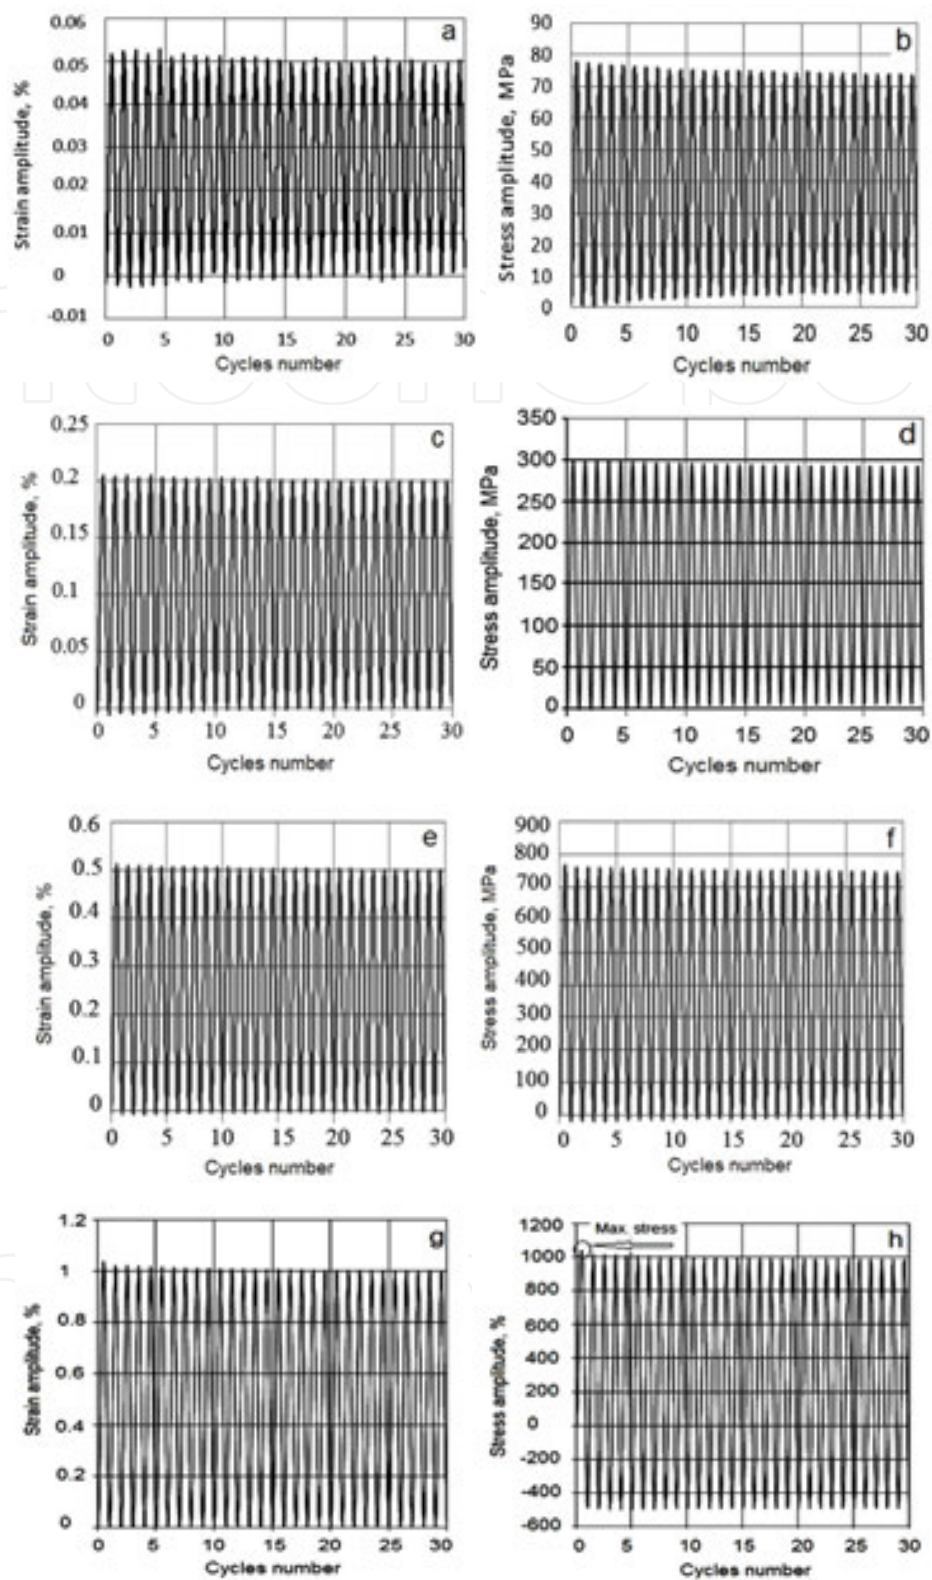 a
0.06
0.05
0.04
0.03
0.02
0.01
0
-0.01
Strain amplitude, %
0 5 10 15 20 25 30
Cycles number
b
90
80
70
60
50
40
30
20
10
0
Stress amplitude, MPa
0 5 10 15 20 25 30
Cycles number
c
0.25
0.2
0.15
0.1
0.05
0
Strain amplitude, %
0 5 10 15 20 25 30
Cycles number
d
350
300
250
200
150
100
50
0
Stress amplitude, MPa
0 5 10 15 20 25 30
Cycles number
e
0.6
0.5
0.4
0.3
0.2
0.1
0
Strain amplitude, %
0 5 10 15 20 25 30
Cycles number
f
900
800
700
600
500
400
300
200
100
0
Stress amplitude, MPa
0 5 10 15 20 25 30
Cycles number
g
1.2
1
0.8
0.6
0.4
0.2
0
Strain amplitude, %
0 5 10 15 20 25 30
Cycles number
h
Max. stress
1200
1000
800
600
400
200
0
-200
-400
-600
Stress amplitude, %
0 5 10 15 20 25 30
Cycles number